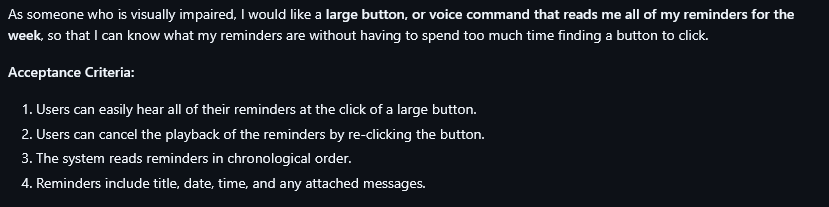 As someone who is visually impaired, I would like a large button, or voice command that reads me all of my reminders for the
week, so that I can know what my reminders are without having to spend too much time finding a button to click.
Acceptance Criteria:
1. Users can easily hear all of their reminders at the click of a large button.
2. Users can cancel the playback of the reminders by re-clicking the button.
3. The system reads reminders in chronological order.
4. Reminders include title, date, time, and any attached messages.